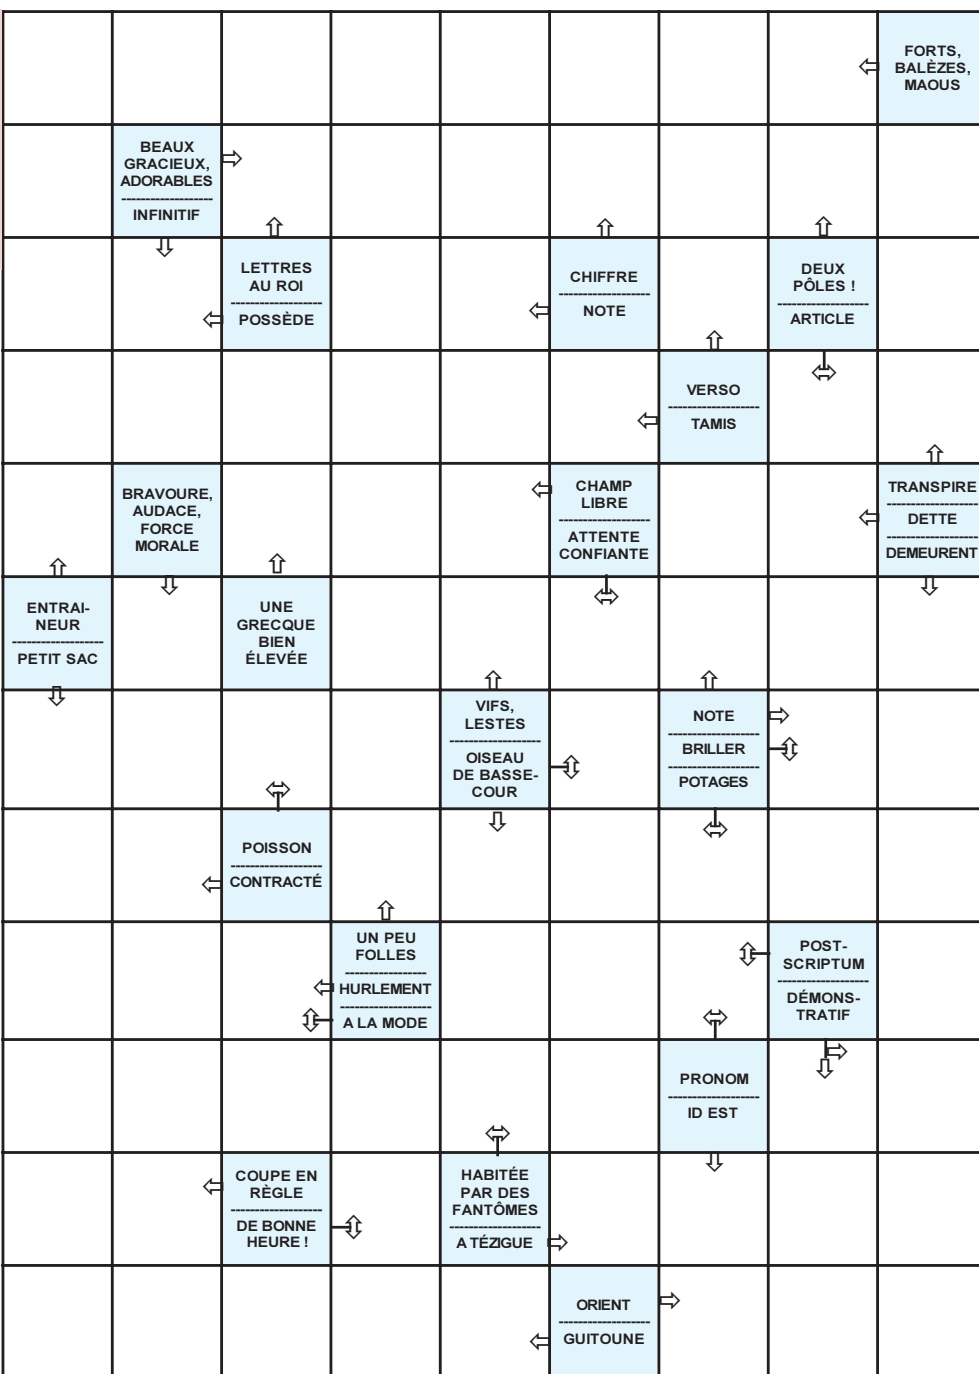 FORTS,
BALÈZES,
MAOUS
BEAUX
GRACIEUX,
ADORABLES
INFINITIF
LETTRES
AU ROI
POSSÈDE
CHIFFRE
NOTE
DEUX
PÔLES !
ARTICLE
VERSO
TAMIS
BRAVOURE,
AUDACE,
FORCE
MORALE
CHAMP
LIBRE
ATTENTE
CONFIANTE
TRANSPIRE
DETTE
DEMEURENT
ENTRAI-
NEUR
PETIT SAC
UNE
GRECQUE
BIEN
ÉLEVÉE
VIFS,
LESTES
OISEAU
DE BASSE-
COUR
NOTE
BRILLER
POTAGES
POISSON
CONTRACTÉ
UN PEU
FOLLES
HURLEMENT
A LA MODE
POST-
SCRIPTUM
DÉMONS-
TRATIF
PRONOM
ID EST
COUPE EN
RÈGLE
DE BONNE
HEURE !
HABITÉE
PAR DES
FANTÔMES
A TÉZIGUE
ORIENT
GUITOUNE